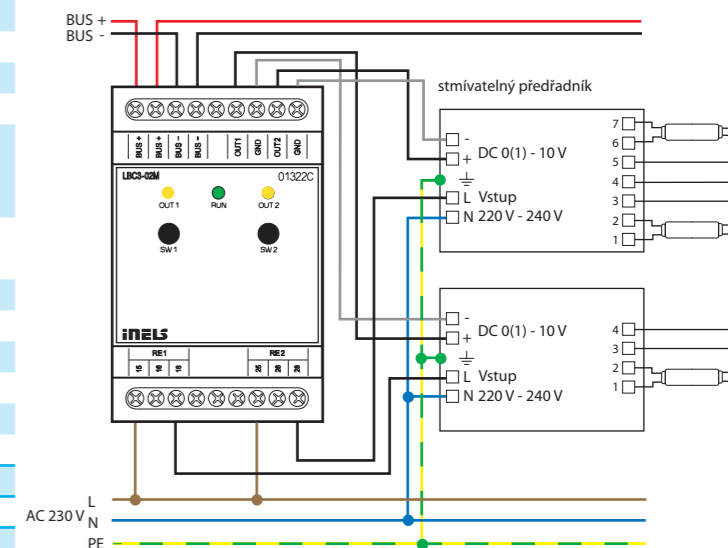 BUS +
BUS -
BUS +
BUS +
BUS -
BUS -
OUT1
GND
OUT2
GND
LBC3-02M
01322C
OUT 1
RUN
OUT 2
SW 1
SW 2
iNELS
RE1
RE2
15
16
18
25
26
28
stmívatelný předřadník
-
+ DC 0(1) - 10 V
L Vstup
N 220 V - 240 V
7
6
5
4
3
2
1
-
+ DC 0(1) - 10 V
L Vstup
N 220 V - 240 V
4
3
2
1
AC 230 V
L
N
PE